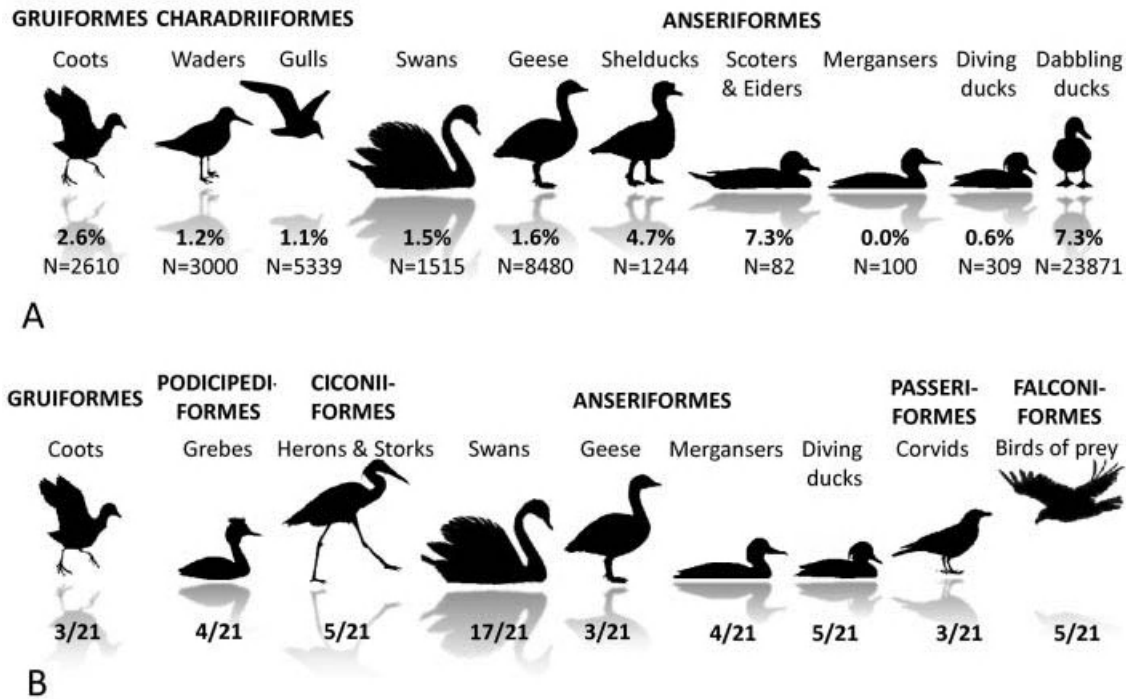 GRUIFORMES CHARADRIIFORMES ANSERIFORMES
Coots Waders Gulls Swans Geese Shelducks Scoters & Eiders Mergansers Diving ducks Dabbling ducks
2.6% 1.2% 1.1% 1.5% 1.6% 4.7% 7.3% 0.0% 0.6% 7.3%
N=2610 N=3000 N=5339 N=1515 N=8480 N=1244 N=82 N=100 N=309 N=23871
A
GRUIFORMES PODICIPEDI-FORMES CICONII-FORMES ANSERIFORMES PASSERI-FORMES FALCONI-FORMES
Coots Grebes Herons & Storks Swans Geese Mergansers Diving ducks Corvids Birds of prey
3/21 4/21 5/21 17/21 3/21 4/21 5/21 3/21 5/21
B